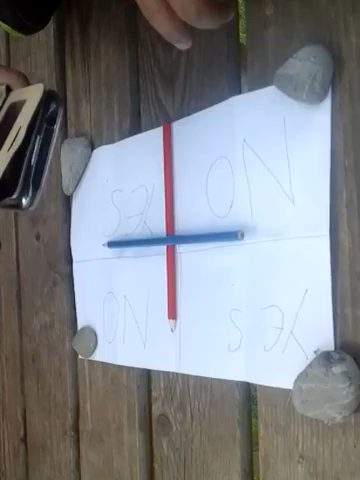 YES NO
NO YES